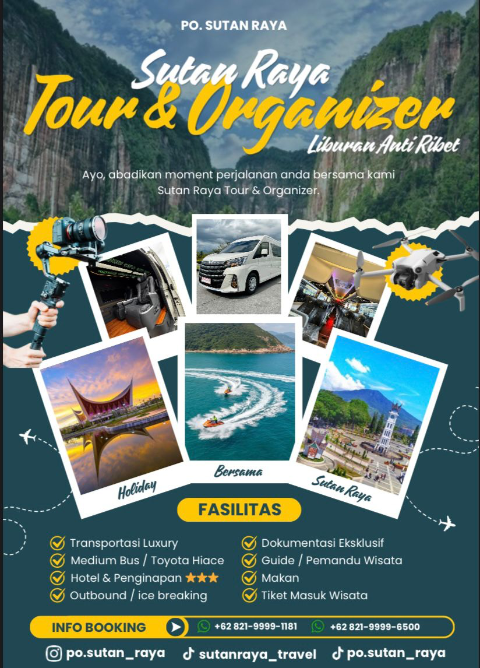 PO. SUTAN RAYA
Sutan Raya
Tour & Organizer
Liburan Anti Ribet
Ayo, abadikan moment perjalanan anda bersama kami
Sutan Raya Tour & Organizer.
Holiday
Bersama
Sutan Raya
FASILITAS
Transportasi Luxury
Medium Bus / Toyota Hiace
Hotel & Penginapan ★★★
Outbound / ice breaking
Dokumentasi Eksklusif
Guide / Pemandu Wisata
Makan
Tiket Masuk Wisata
INFO BOOKING
+62 821-9999-1181
+62 821-9999-6500
po.sutan_raya
sutanraya_travel
po.sutan_raya